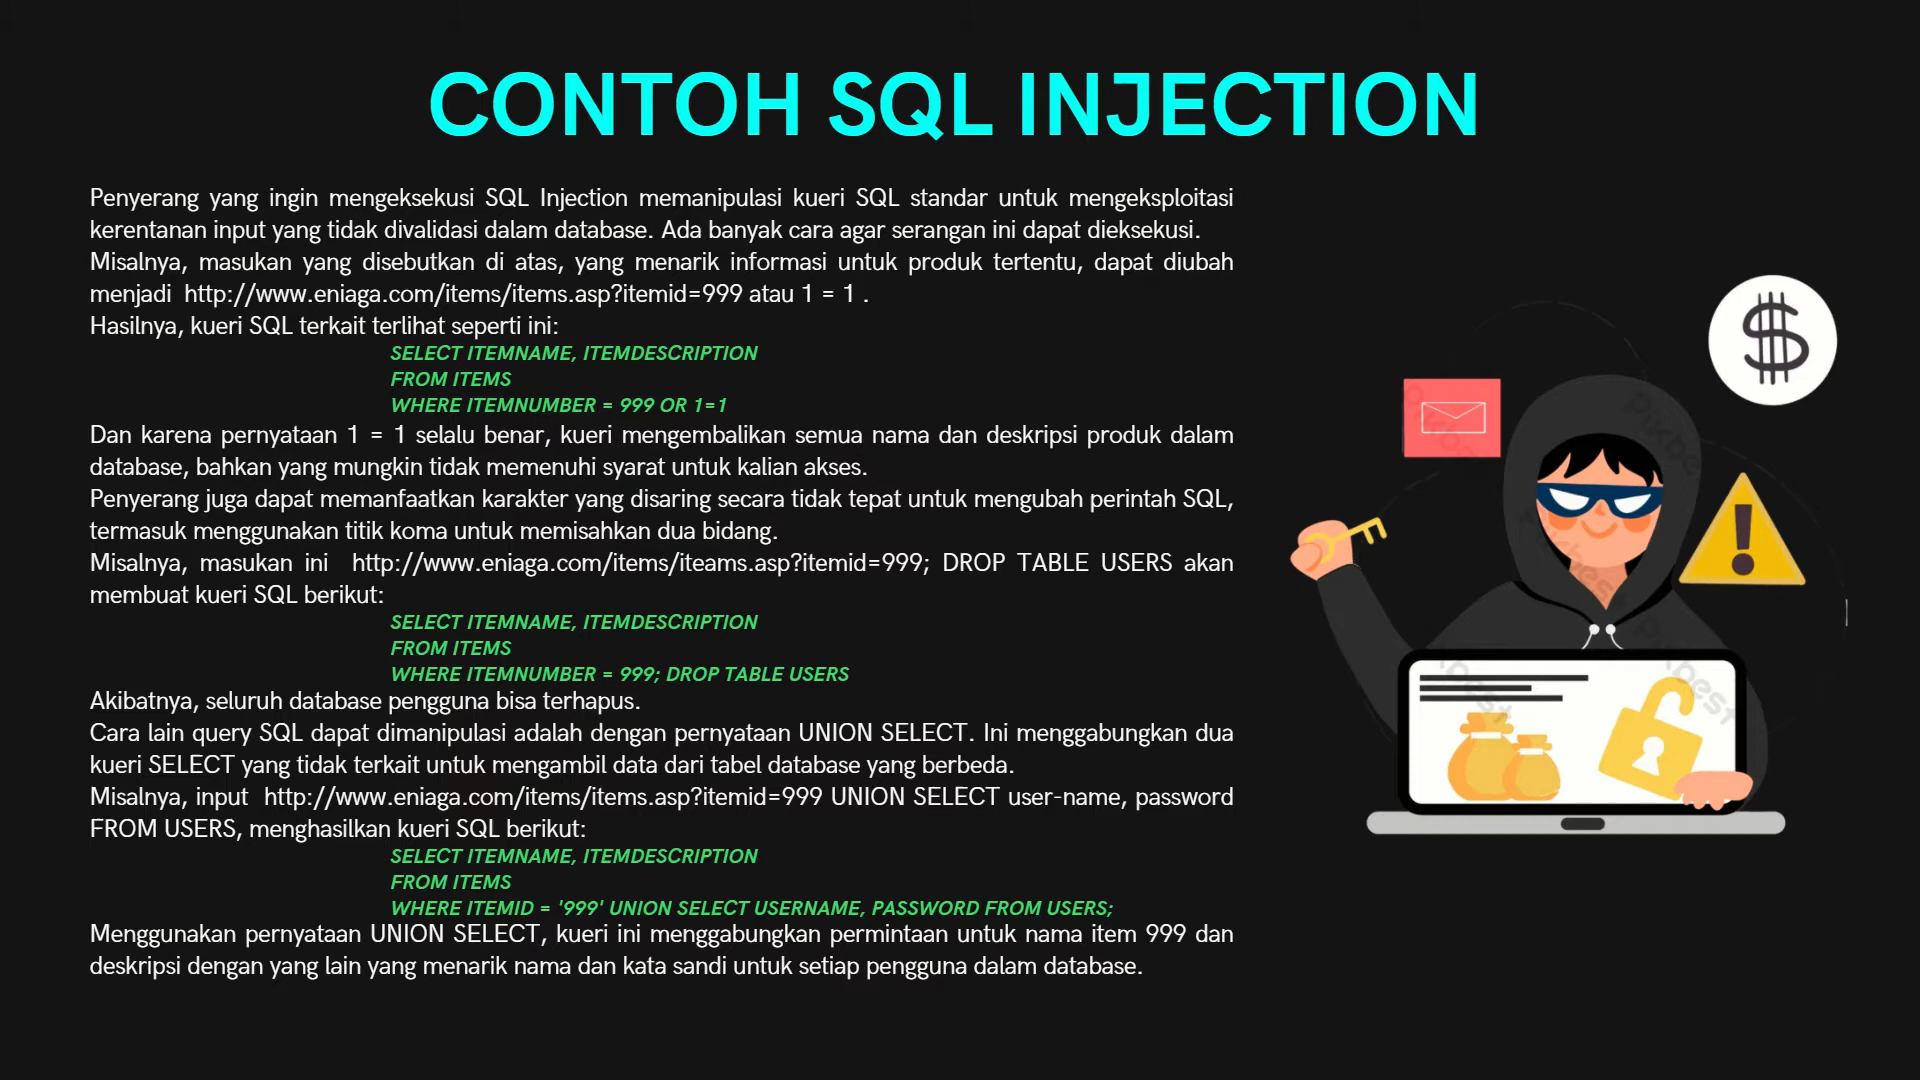 CONTOH SQL INJECTION
Penyerang yang ingin mengeksekusi SQL Injection memanipulasi kueri SQL standar untuk mengeksploitasi
kerentanan input yang tidak divalidasi dalam database. Ada banyak cara agar serangan ini dapat dieksekusi.
Misalnya, masukan yang disebutkan di atas, yang menarik informasi untuk produk tertentu, dapat diubah
menjadi http://www.eniaga.com/items/items.asp?itemid=999 atau 1 = 1 .
Hasilnya, kueri SQL terkait terlihat seperti ini:
SELECT ITEMNAME, ITEMDESCRIPTION
FROM ITEMS
WHERE ITEMNUMBER = 999 OR 1=1
Dan karena pernyataan 1 = 1 selalu benar, kueri mengembalikan semua nama dan deskripsi produk dalam
database, bahkan yang mungkin tidak memenuhi syarat untuk kalian akses.
Penyerang juga dapat memanfaatkan karakter yang disaring secara tidak tepat untuk mengubah perintah SQL,
termasuk menggunakan titik koma untuk memisahkan dua bidang.
Misalnya, masukan ini http://www.eniaga.com/items/iteams.asp?itemid=999; DROP TABLE USERS akan
membuat kueri SQL berikut:
SELECT ITEMNAME, ITEMDESCRIPTION
FROM ITEMS
WHERE ITEMNUMBER = 999; DROP TABLE USERS
Akibatnya, seluruh database pengguna bisa terhapus.
Cara lain query SQL dapat dimanipulasi adalah dengan pernyataan UNION SELECT. Ini menggabungkan dua
kueri SELECT yang tidak terkait untuk mengambil data dari tabel database yang berbeda.
Misalnya, input http://www.eniaga.com/items/items.asp?itemid=999 UNION SELECT user-name, password
FROM USERS, menghasilkan kueri SQL berikut:
SELECT ITEMNAME, ITEMDESCRIPTION
FROM ITEMS
WHERE ITEMID = '999' UNION SELECT USERNAME, PASSWORD FROM USERS;
Menggunakan pernyataan UNION SELECT, kueri ini menggabungkan permintaan untuk nama item 999 dan
deskripsi dengan yang lain yang menarik nama dan kata sandi untuk setiap pengguna dalam database.